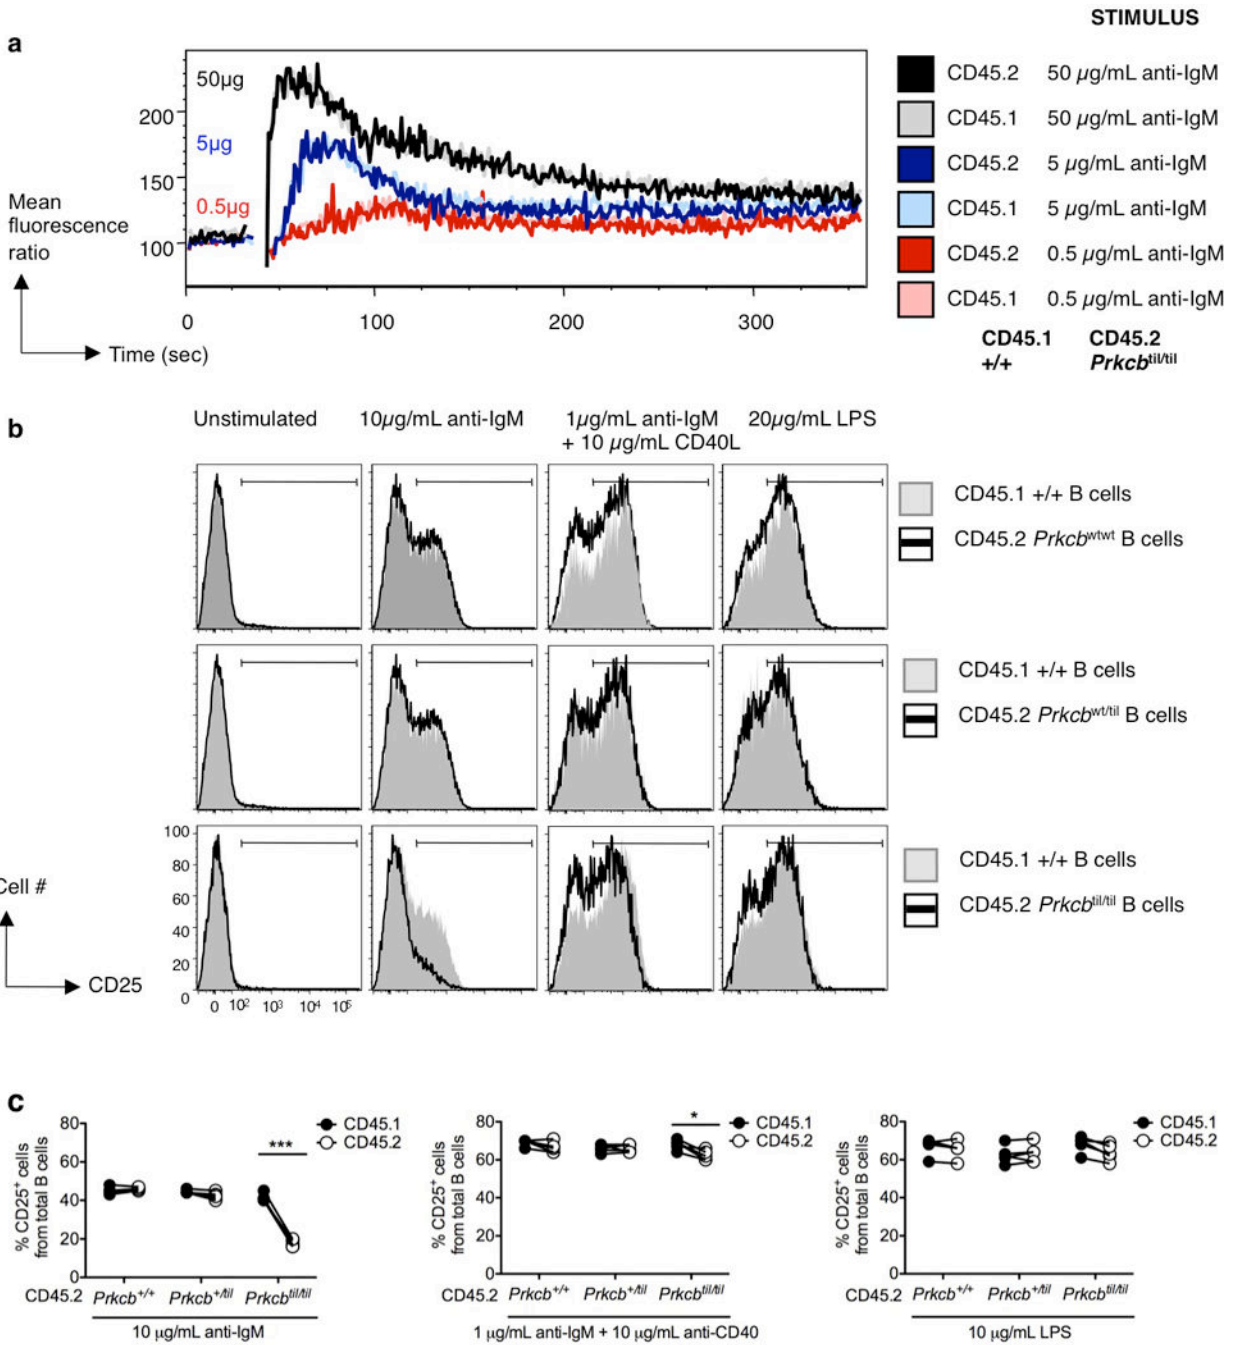 STIMULUS
a
50µg
5µg
0.5µg
200
150
100
Mean
fluorescence
ratio
0 100 200 300
Time (sec)
CD45.2 50 µg/mL anti-IgM
CD45.1 50 µg/mL anti-IgM
CD45.2 5 µg/mL anti-IgM
CD45.1 5 µg/mL anti-IgM
CD45.2 0.5 µg/mL anti-IgM
CD45.1 0.5 µg/mL anti-IgM
CD45.1 CD45.2
+/+ Prkcbtil/til
b
Unstimulated 10µg/mL anti-IgM 1µg/mL anti-IgM 20µg/mL LPS
+ 10 µg/mL CD40L
CD45.1 +/+ B cells
CD45.2 Prkcbwtwt B cells
CD45.1 +/+ B cells
CD45.2 Prkcbwt/til B cells
CD45.1 +/+ B cells
CD45.2 Prkcbtil/til B cells
100
80
60
40
20
0
Cell #
CD25
0 10² 10³ 10⁴ 10⁵
c
% CD25⁺ cells
from total B cells
80
60
40
20
0
***
CD45.1
CD45.2
CD45.2 Prkcb+/+ Prkcb+/til Prkcbtil/til
10 µg/mL anti-IgM
% CD25⁺ cells
from total B cells
80
60
40
20
0
*
CD45.1
CD45.2
CD45.2 Prkcb+/+ Prkcb+/til Prkcbtil/til
1 µg/mL anti-IgM + 10 µg/mL anti-CD40
% CD25⁺ cells
from total B cells
80
60
40
20
0
CD45.1
CD45.2
CD45.2 Prkcb+/+ Prkcb+/til Prkcbtil/til
10 µg/mL LPS